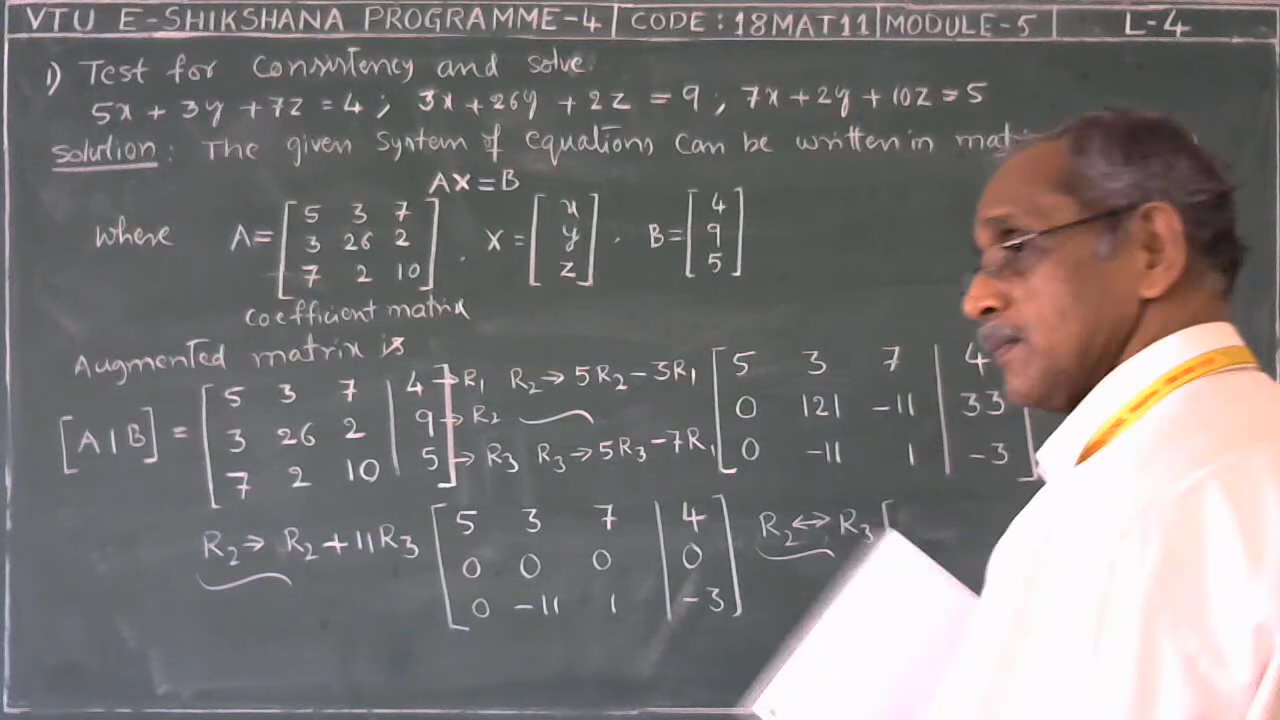 VTU E-SHIKSHANA PROGRAMME-4 | CODE: 18MAT11 | MODULE-5 | L-4
1) Test for Consistency and solve.
5x + 3y + 7z = 4 ; 3x + 26y + 2z = 9 ; 7x + 2y + 10z = 5
Solution : The given System of equations can be written in
AX = B
where A = [5 3 7 X = [x B = [4
3 26 2 y 9
7 2 10] . z] . 5]
coefficient matrix
Augmented matrix is
[A | B] = [5 3 7 | 4 → R1 R2 → 5R2 - 3R1 [5 3 7 | 4
3 26 2 | 9 → R2 0 121 -11 | 33
7 2 10 | 5] → R3 R3 → 5R3 - 7R1 0 -11 1 | -3]
R2 → R2 + 11R3 [5 3 7 | 4 R2 ↔ R3 [
0 0 0 | 0
0 -11 1 | -3]